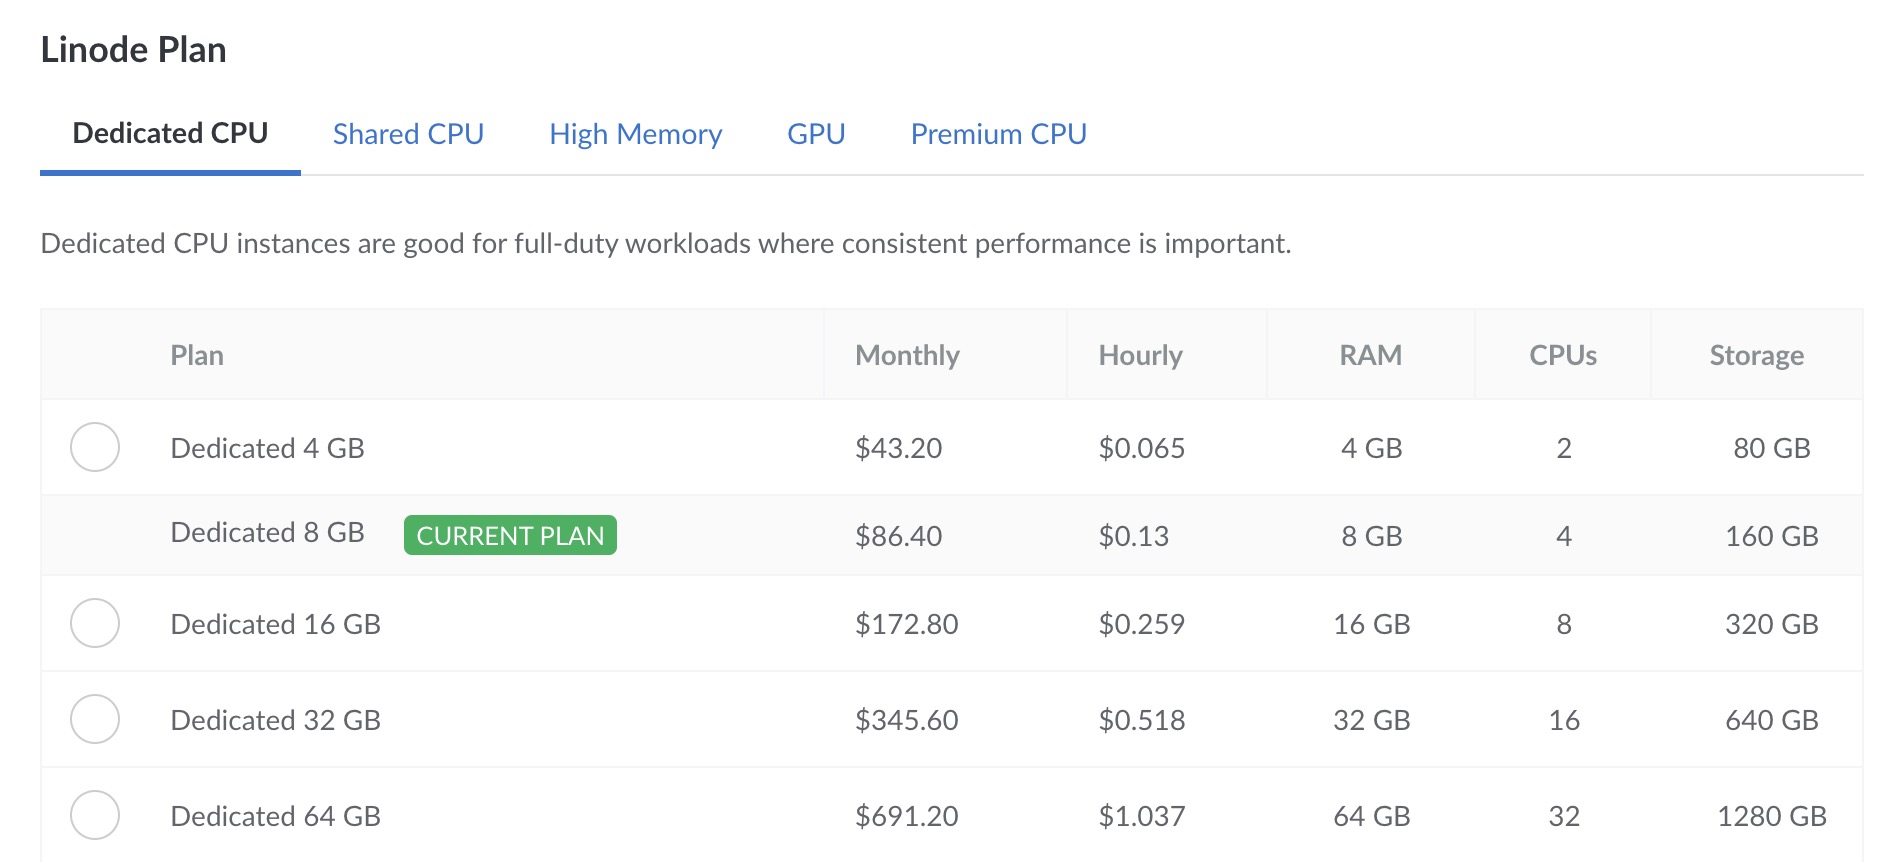 Linode Plan
Dedicated CPU Shared CPU High Memory GPU Premium CPU
Dedicated CPU instances are good for full-duty workloads where consistent performance is important.
Plan Monthly Hourly RAM CPUs Storage
Dedicated 4 GB $43.20 $0.065 4 GB 2 80 GB
Dedicated 8 GB CURRENT PLAN $86.40 $0.13 8 GB 4 160 GB
Dedicated 16 GB $172.80 $0.259 16 GB 8 320 GB
Dedicated 32 GB $345.60 $0.518 32 GB 16 640 GB
Dedicated 64 GB $691.20 $1.037 64 GB 32 1280 GB